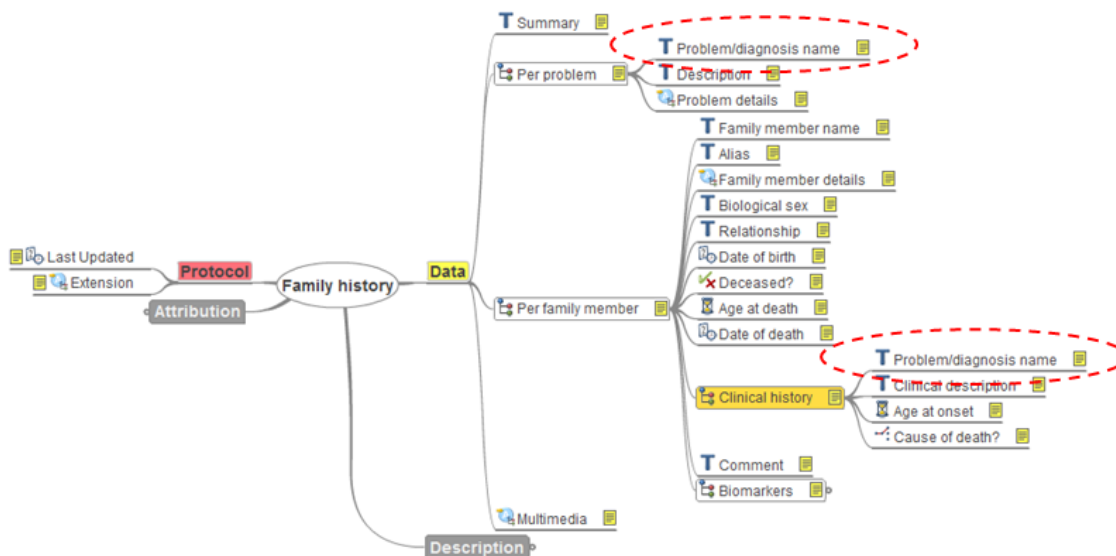 Summary
Per problem
Problem/diagnosis name
Description
Problem details
Family member name
Alias
Family member details
Biological sex
Relationship
Date of birth
Deceased?
Age at death
Date of death
Per family member
Clinical history
Problem/diagnosis name
Clinical description
Age at onset
Cause of death?
Comment
Biomarkers
Multimedia
Data
Family history
Protocol
Last Updated
Extension
Attribution
Description